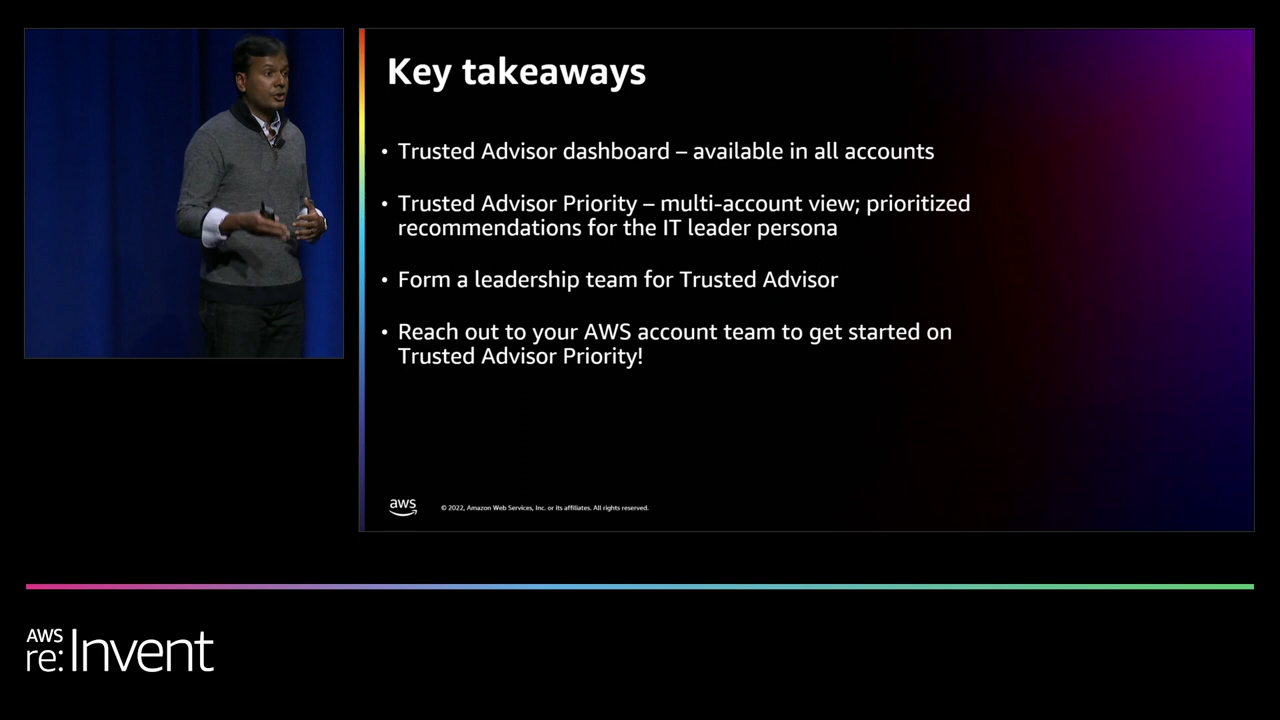 Key takeaways
• Trusted Advisor dashboard – available in all accounts
• Trusted Advisor Priority – multi-account view; prioritized
recommendations for the IT leader persona
• Form a leadership team for Trusted Advisor
• Reach out to your AWS account team to get started on
Trusted Advisor Priority!
aws
© 2022, Amazon Web Services, Inc. or its affiliates. All rights reserved.
AWS
re:Invent